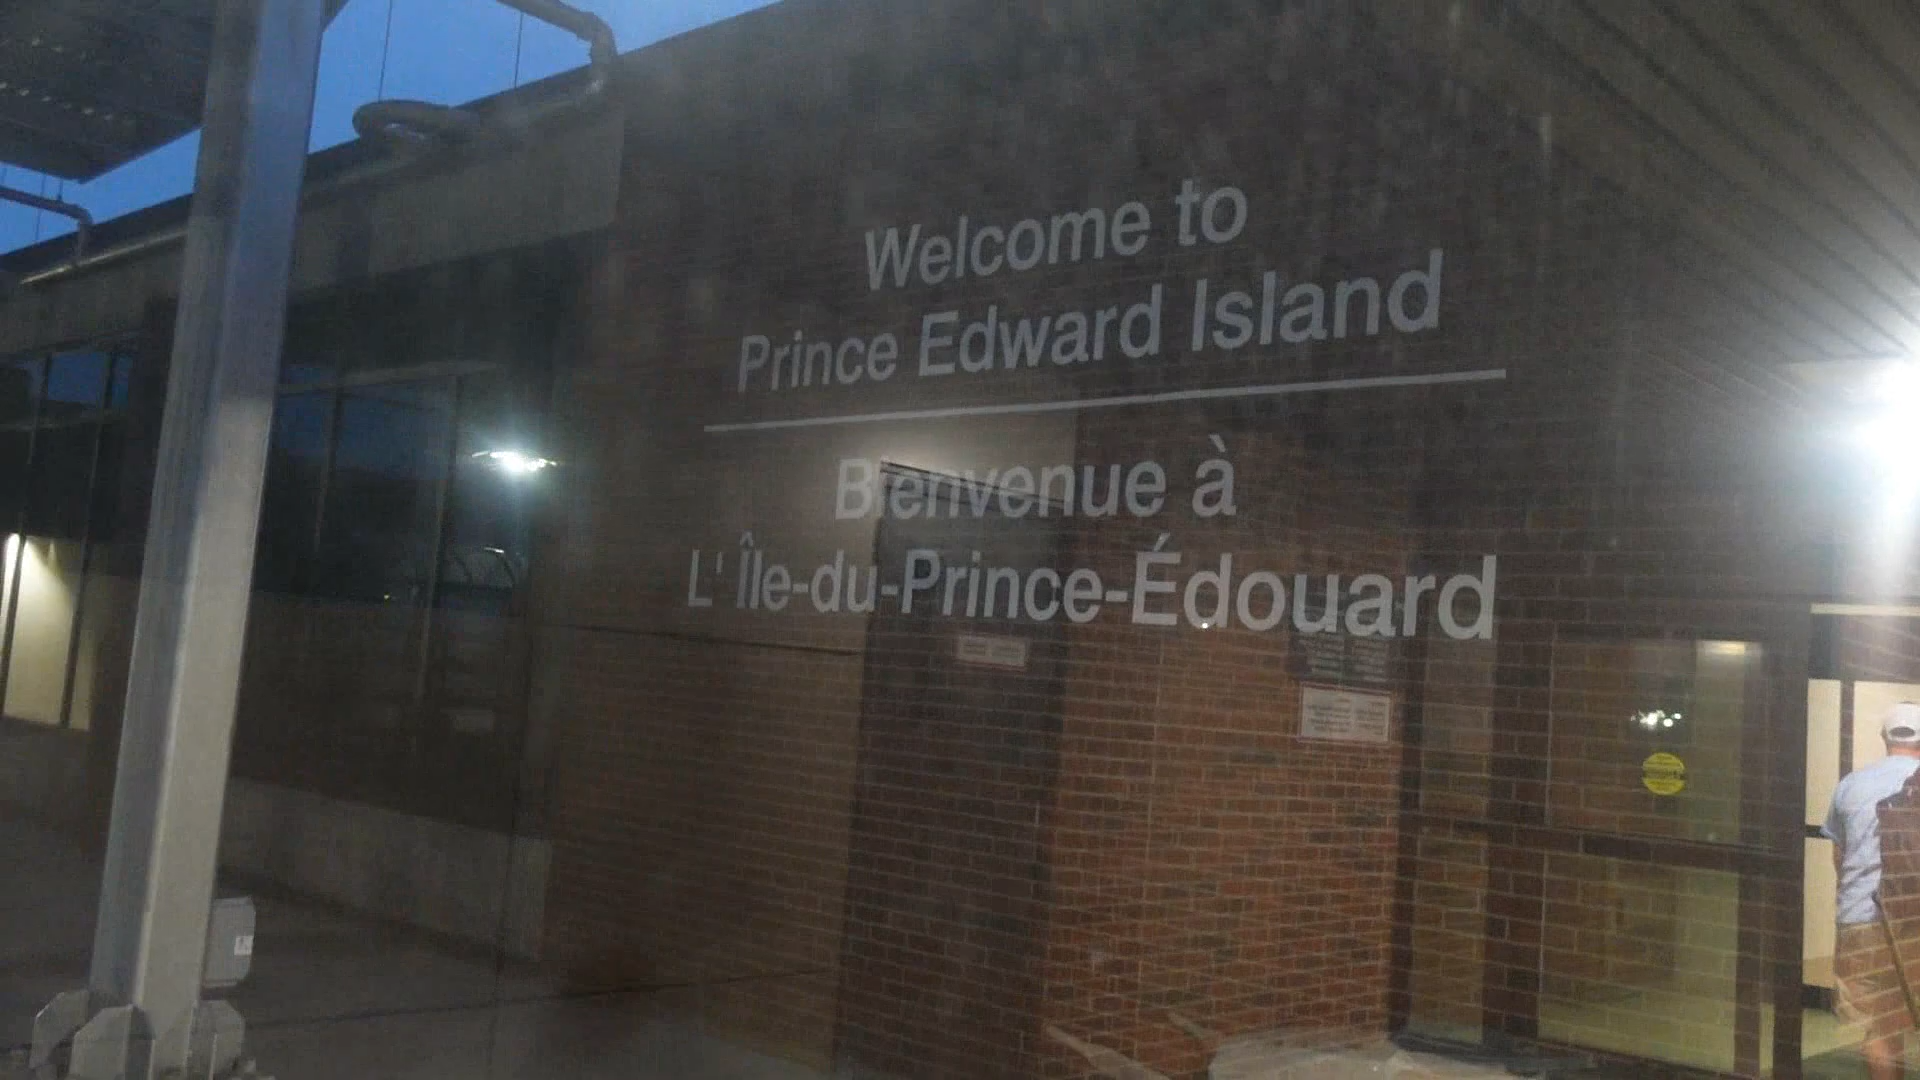 Welcome to
Prince Edward Island
Bienvenue à
L' Île-du-Prince-Édouard